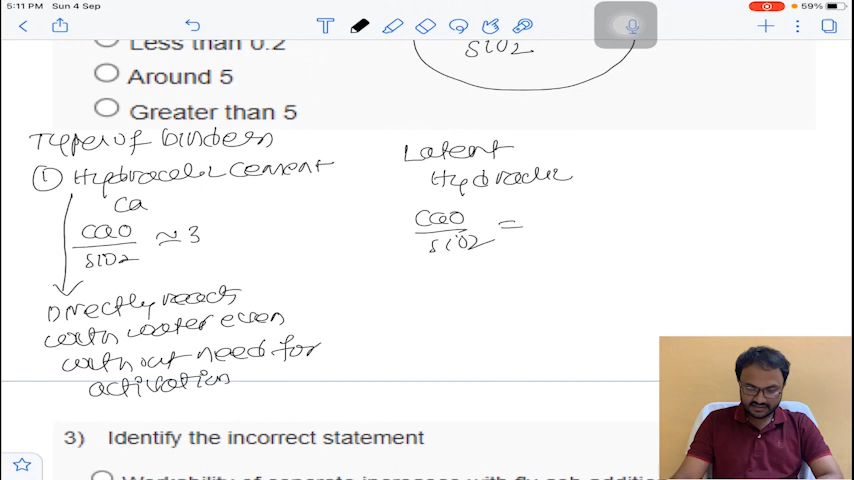 5:11 PM Sun 4 Sep
59%
Less than 0.2
Around 5
Greater than 5
SiO2
Types of binders
① Hydraulic cement
Ca
CaO
SiO2
≈ 3
Directly reacts
with water even
without need for
activation
Latent
Hydraulic
CaO
SiO2
=
3) Identify the incorrect statement
Workability of concrete increases with fly ash addition